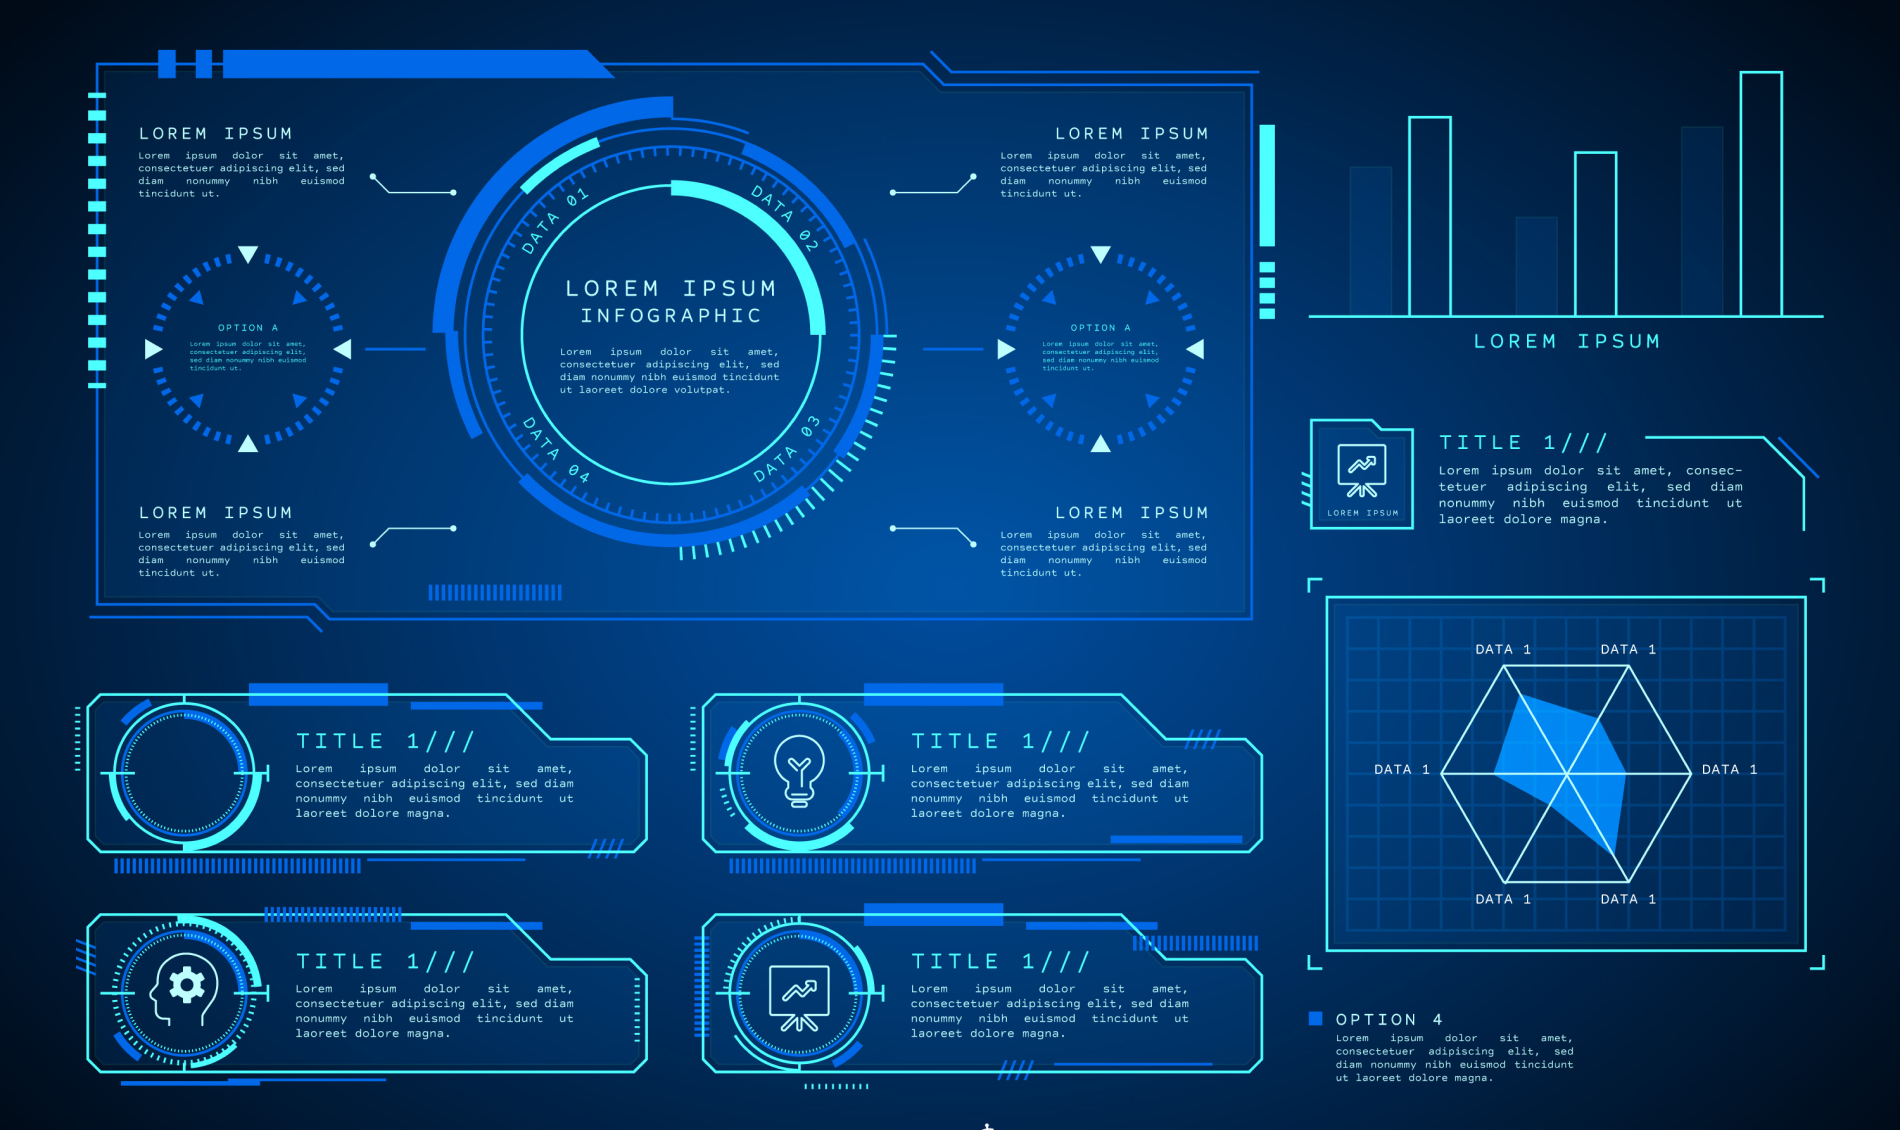 LOREM IPSUM
Lorem ipsum dolor sit amet,
consectetuer adipiscing elit, sed
diam nonummy nibh euismod
tincidunt ut.
LOREM IPSUM
Lorem ipsum dolor sit amet,
consectetuer adipiscing elit, sed
diam nonummy nibh euismod
tincidunt ut.
DATA 01
DATA 02
OPTION A
Lorem ipsum dolor sit amet,
consectetuer adipiscing elit,
sed diam nonummy nibh euismod
tincidunt ut.
LOREM IPSUM
INFOGRAPHIC
Lorem ipsum dolor sit amet,
consectetuer adipiscing elit, sed
diam nonummy nibh euismod tincidunt
ut laoreet dolore volutpat.
OPTION A
Lorem ipsum dolor sit amet,
consectetuer adipiscing elit,
sed diam nonummy nibh euismod
tincidunt ut.
DATA 04
DATA 03
LOREM IPSUM
Lorem ipsum dolor sit amet,
consectetuer adipiscing elit, sed
diam nonummy nibh euismod
tincidunt ut.
LOREM IPSUM
Lorem ipsum dolor sit amet,
consectetuer adipiscing elit, sed
diam nonummy nibh euismod
tincidunt ut.
LOREM IPSUM
LOREM IPSUM
TITLE 1///
Lorem ipsum dolor sit amet, consec-
tetuer adipiscing elit, sed diam
nonummy nibh euismod tincidunt ut
laoreet dolore magna.
DATA 1
DATA 1
DATA 1
DATA 1
DATA 1
DATA 1
TITLE 1///
Lorem ipsum dolor sit amet,
consectetuer adipiscing elit, sed diam
nonummy nibh euismod tincidunt ut
laoreet dolore magna.
TITLE 1///
Lorem ipsum dolor sit amet,
consectetuer adipiscing elit, sed diam
nonummy nibh euismod tincidunt ut
laoreet dolore magna.
TITLE 1///
Lorem ipsum dolor sit amet,
consectetuer adipiscing elit, sed diam
nonummy nibh euismod tincidunt ut
laoreet dolore magna.
TITLE 1///
Lorem ipsum dolor sit amet,
consectetuer adipiscing elit, sed diam
nonummy nibh euismod tincidunt ut
laoreet dolore magna.
OPTION 4
Lorem ipsum dolor sit amet,
consectetuer adipiscing elit, sed
diam nonummy nibh euismod tincidunt
ut laoreet dolore magna.